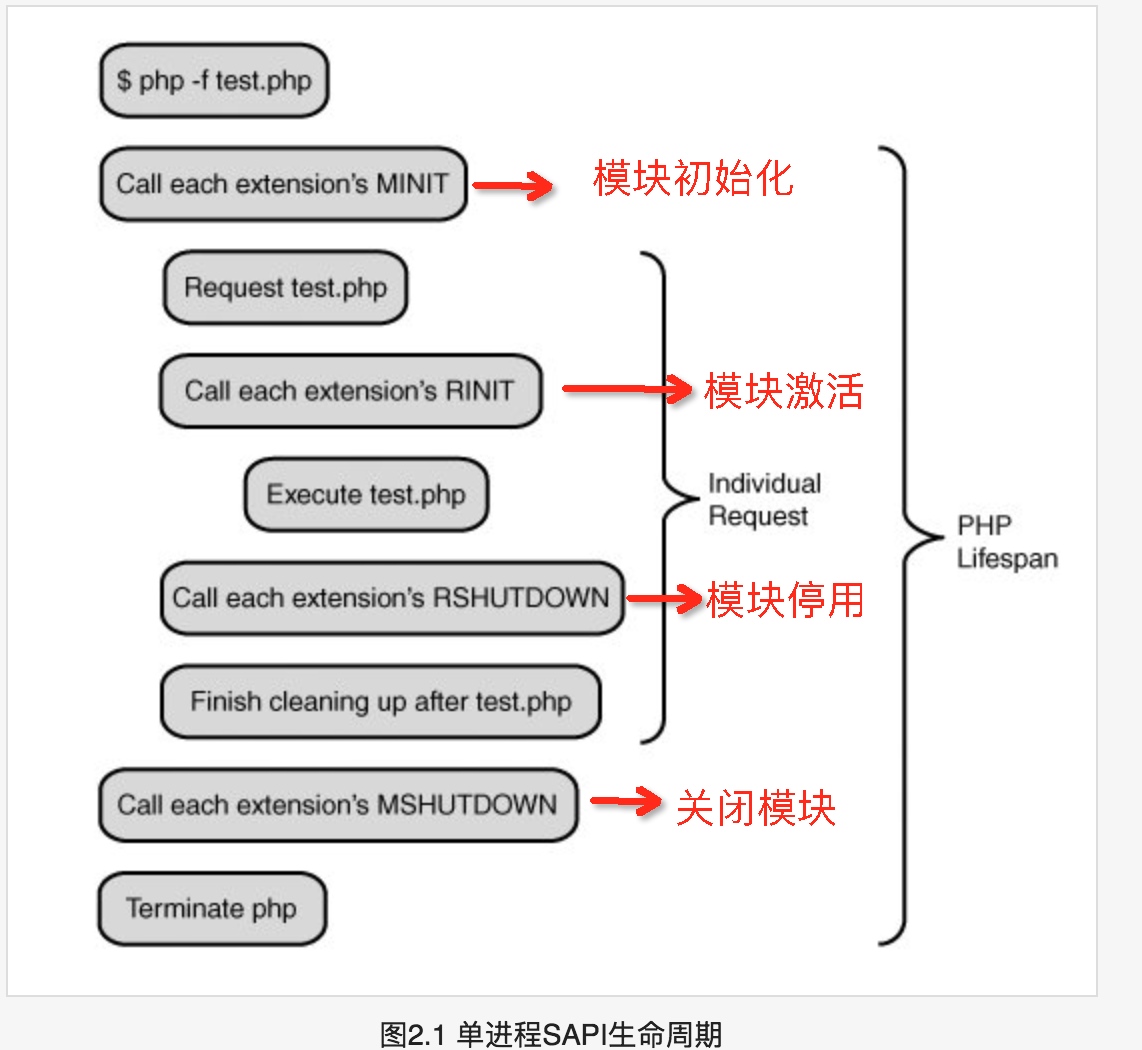 $ php -f test.php
Call each extension's MINIT
模块初始化
Request test.php
Call each extension's RINIT
模块激活
Execute test.php
Individual
Request
PHP
Lifespan
Call each extension's RSHUTDOWN
模块停用
Finish cleaning up after test.php
Call each extension's MSHUTDOWN
关闭模块
Terminate php
图2.1 单进程SAPI生命周期